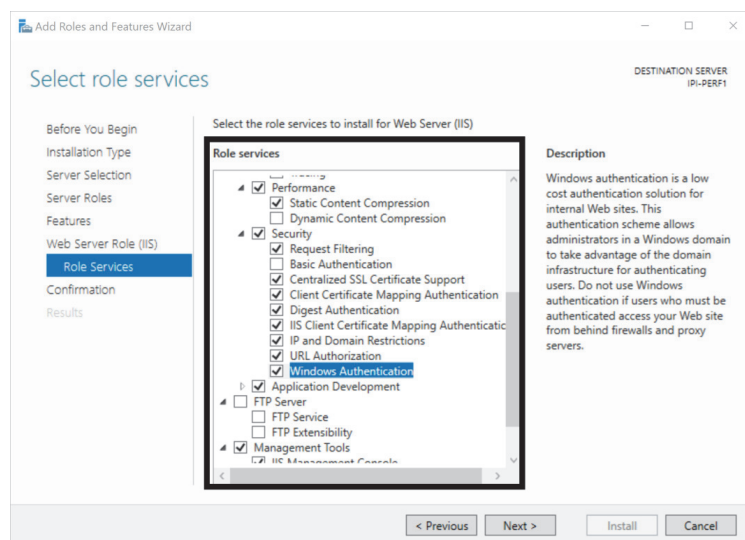 Add Roles and Features Wizard
Select role services
DESTINATION SERVER
IPI-PERF1
Before You Begin
Installation Type
Server Selection
Server Roles
Features
Web Server Role (IIS)
Role Services
Confirmation
Results
Select the role services to install for Web Server (IIS)
Role services
Performance
Static Content Compression
Dynamic Content Compression
Security
Request Filtering
Basic Authentication
Centralized SSL Certificate Support
Client Certificate Mapping Authentication
Digest Authentication
IIS Client Certificate Mapping Authenticatic
IP and Domain Restrictions
URL Authorization
Windows Authentication
Application Development
FTP Server
FTP Service
FTP Extensibility
Management Tools
IIS Management Console
Description
Windows authentication is a low
cost authentication solution for
internal Web sites. This
authentication scheme allows
administrators in a Windows domain
to take advantage of the domain
infrastructure for authenticating
users. Do not use Windows
authentication if users who must be
authenticated access your Web site
from behind firewalls and proxy
servers.
< Previous
Next >
Install
Cancel